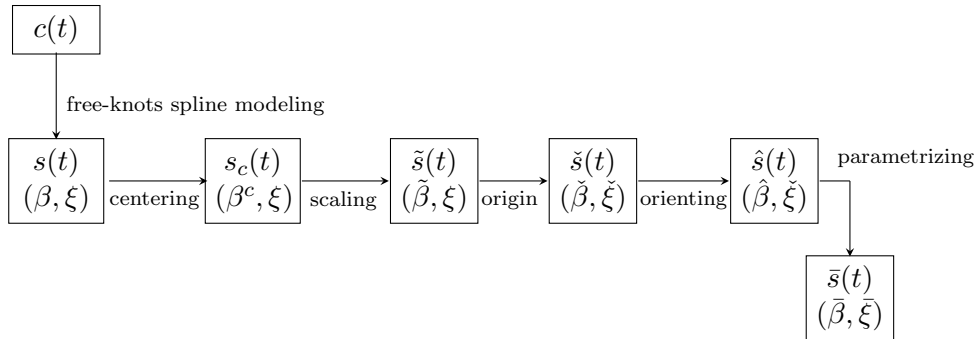 c(t)
free-knots spline modeling
s(t)
(β, ξ)
centering
s_c(t)
(β^c, ξ)
scaling
s̃(t)
(β̃, ξ)
origin
š(t)
(β̌, ξ̌)
orienting
ŝ(t)
(β̂, ξ̌)
parametrizing
s̄(t)
(β̄, ξ̄)